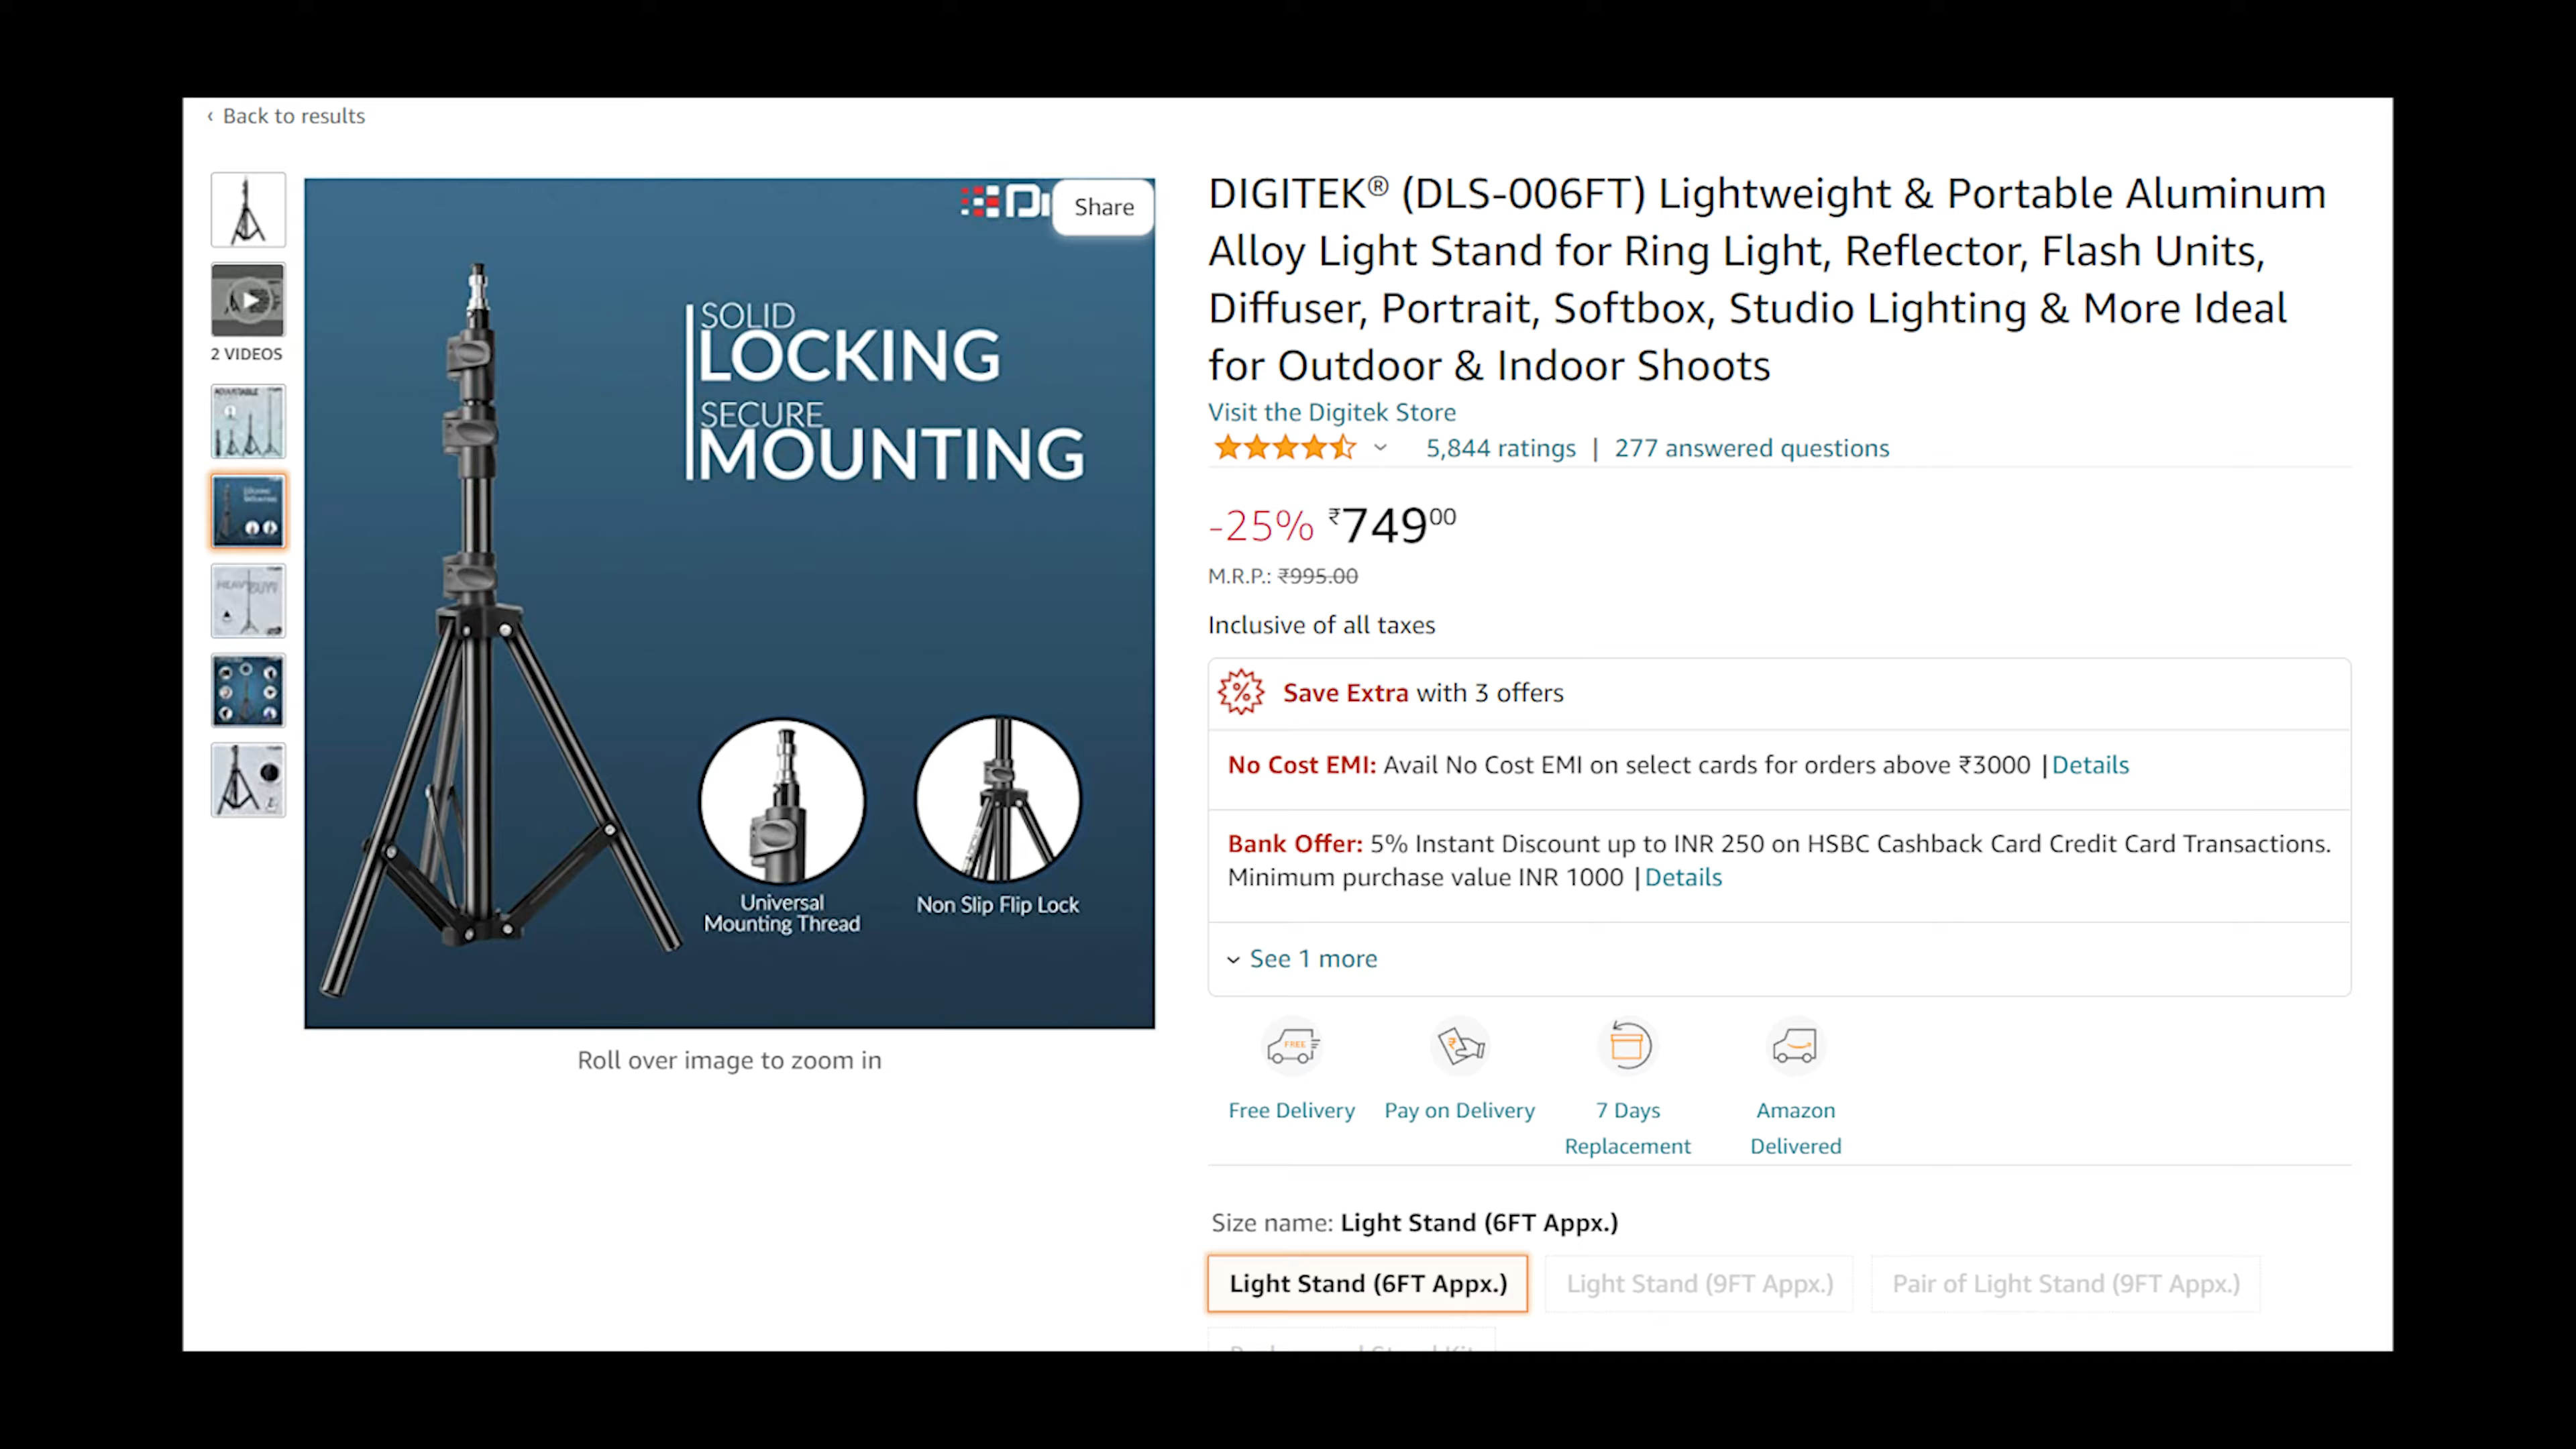 ‹ Back to results
2 VIDEOS
Share
SOLID
LOCKING
SECURE
MOUNTING
Universal
Mounting Thread
Non Slip Flip Lock
Roll over image to zoom in
DIGITEK® (DLS-006FT) Lightweight & Portable Aluminum
Alloy Light Stand for Ring Light, Reflector, Flash Units,
Diffuser, Portrait, Softbox, Studio Lighting & More Ideal
for Outdoor & Indoor Shoots
Visit the Digitek Store
5,844 ratings | 277 answered questions
-25% ₹74900
M.R.P.: ₹995.00
Inclusive of all taxes
Save Extra with 3 offers
No Cost EMI: Avail No Cost EMI on select cards for orders above ₹3000 | Details
Bank Offer: 5% Instant Discount up to INR 250 on HSBC Cashback Card Credit Card Transactions.
Minimum purchase value INR 1000 | Details
See 1 more
FREE
Free Delivery
Pay on Delivery
7 Days
Replacement
Amazon
Delivered
Size name: Light Stand (6FT Appx.)
Light Stand (6FT Appx.)
Light Stand (9FT Appx.)
Pair of Light Stand (9FT Appx.)